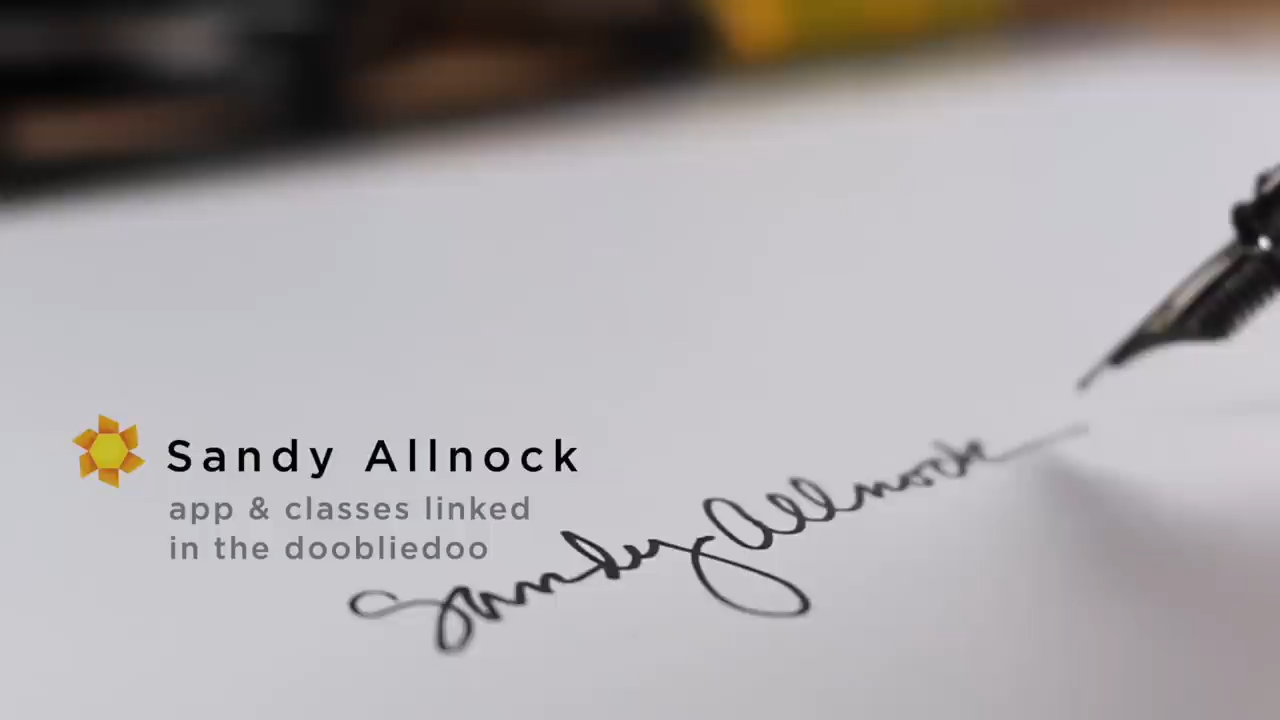 Sandy Allnock
app & classes linked
in the doobliedoo
Sandy Allnock